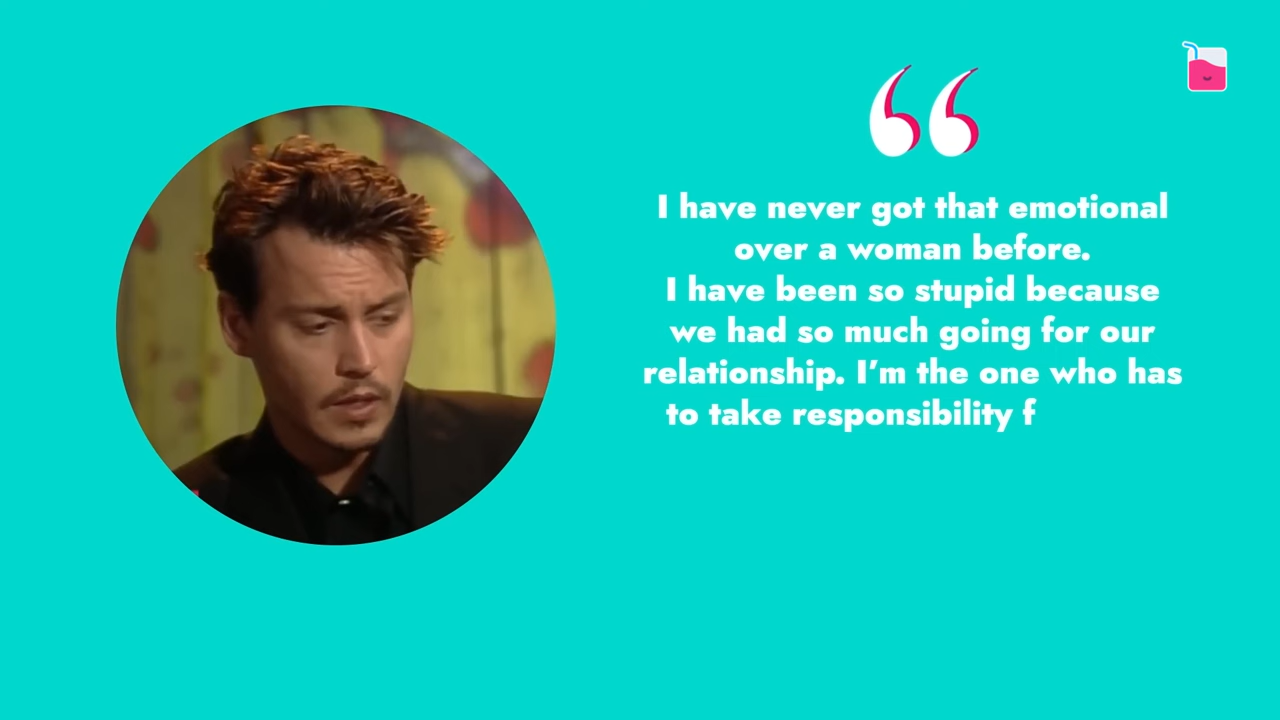 I have never got that emotional
over a woman before.
I have been so stupid because
we had so much going for our
relationship. I’m the one who has
to take responsibility f